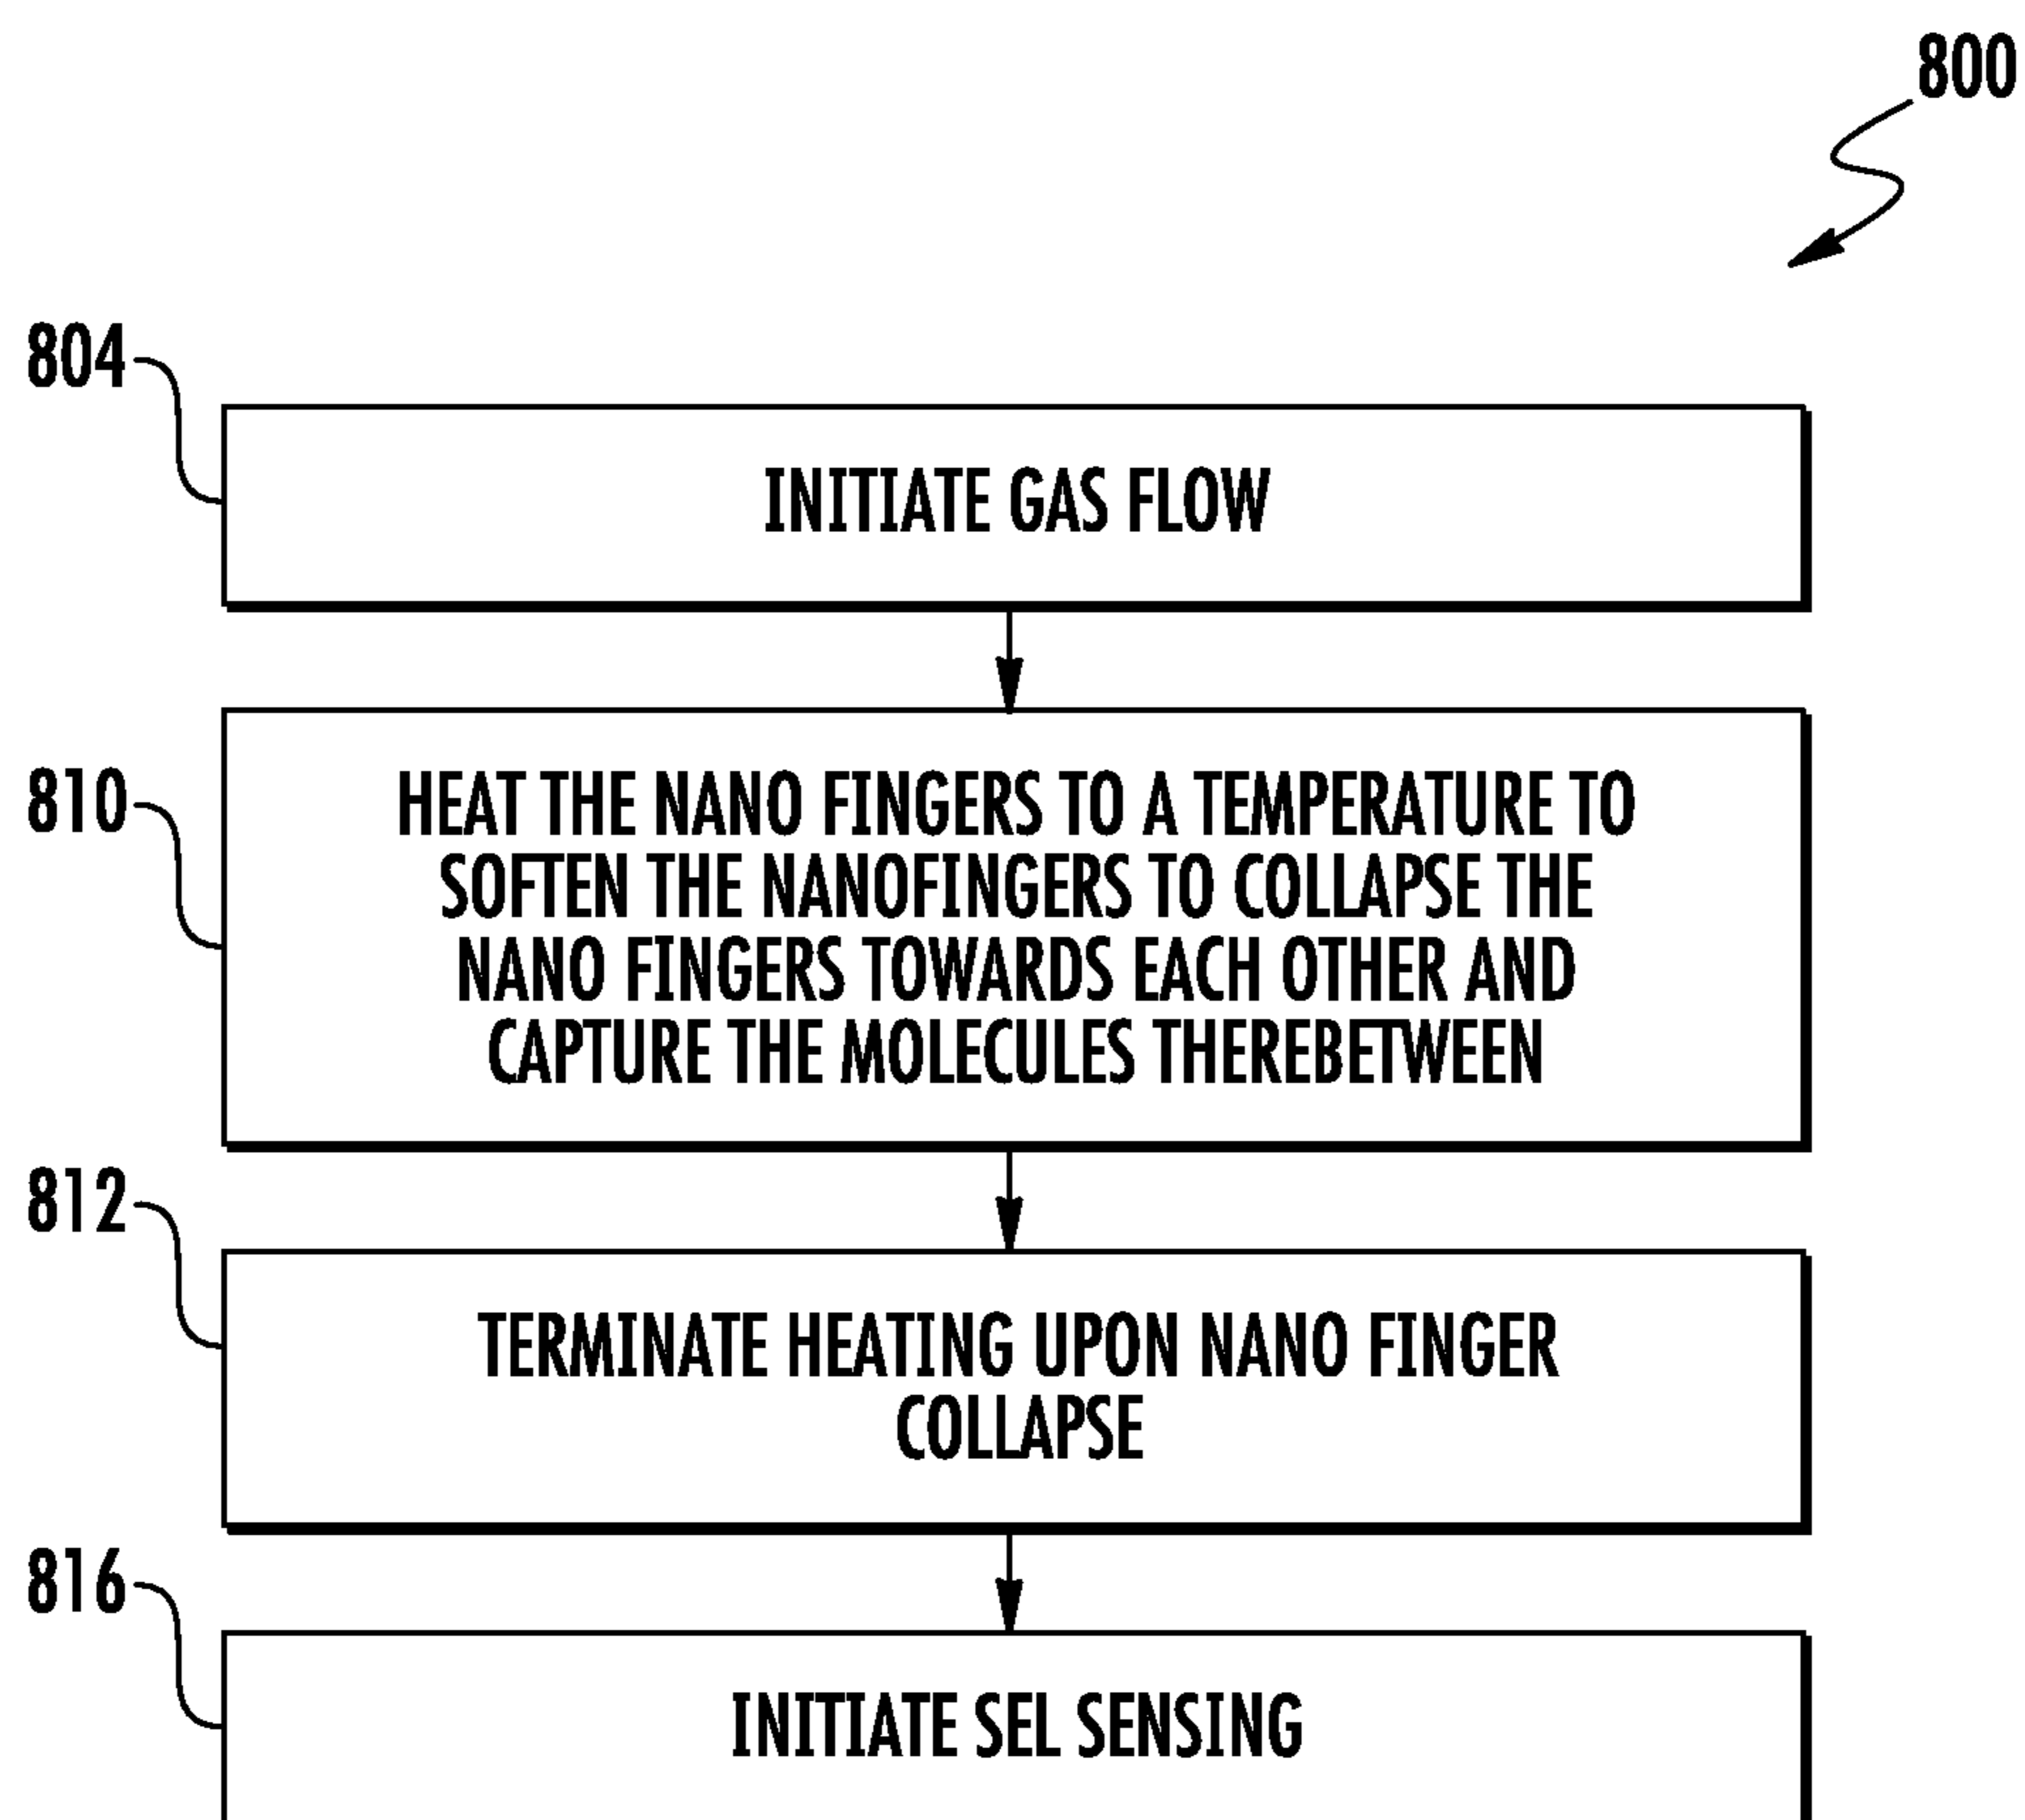 800
804
INITIATE GAS FLOW
810
HEAT THE NANO FINGERS TO A TEMPERATURE TO
SOFTEN THE NANOFINGERS TO COLLAPSE THE
NANO FINGERS TOWARDS EACH OTHER AND
CAPTURE THE MOLECULES THEREBETWEEN
812
TERMINATE HEATING UPON NANO FINGER
COLLAPSE
816
INITIATE SEL SENSING